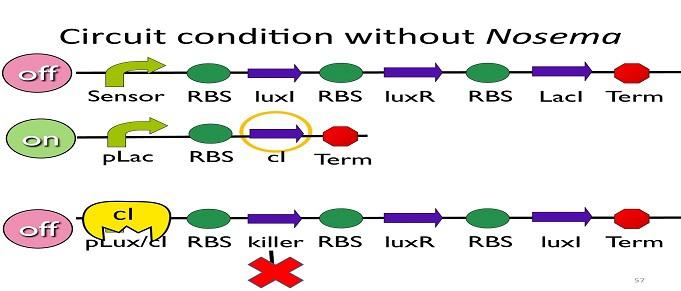 Circuit condition without Nosema
off
Sensor RBS luxI RBS luxR RBS LacI Term
on
pLac RBS cI Term
cI
off
pLux/cI RBS killer RBS luxR RBS luxI Term
57